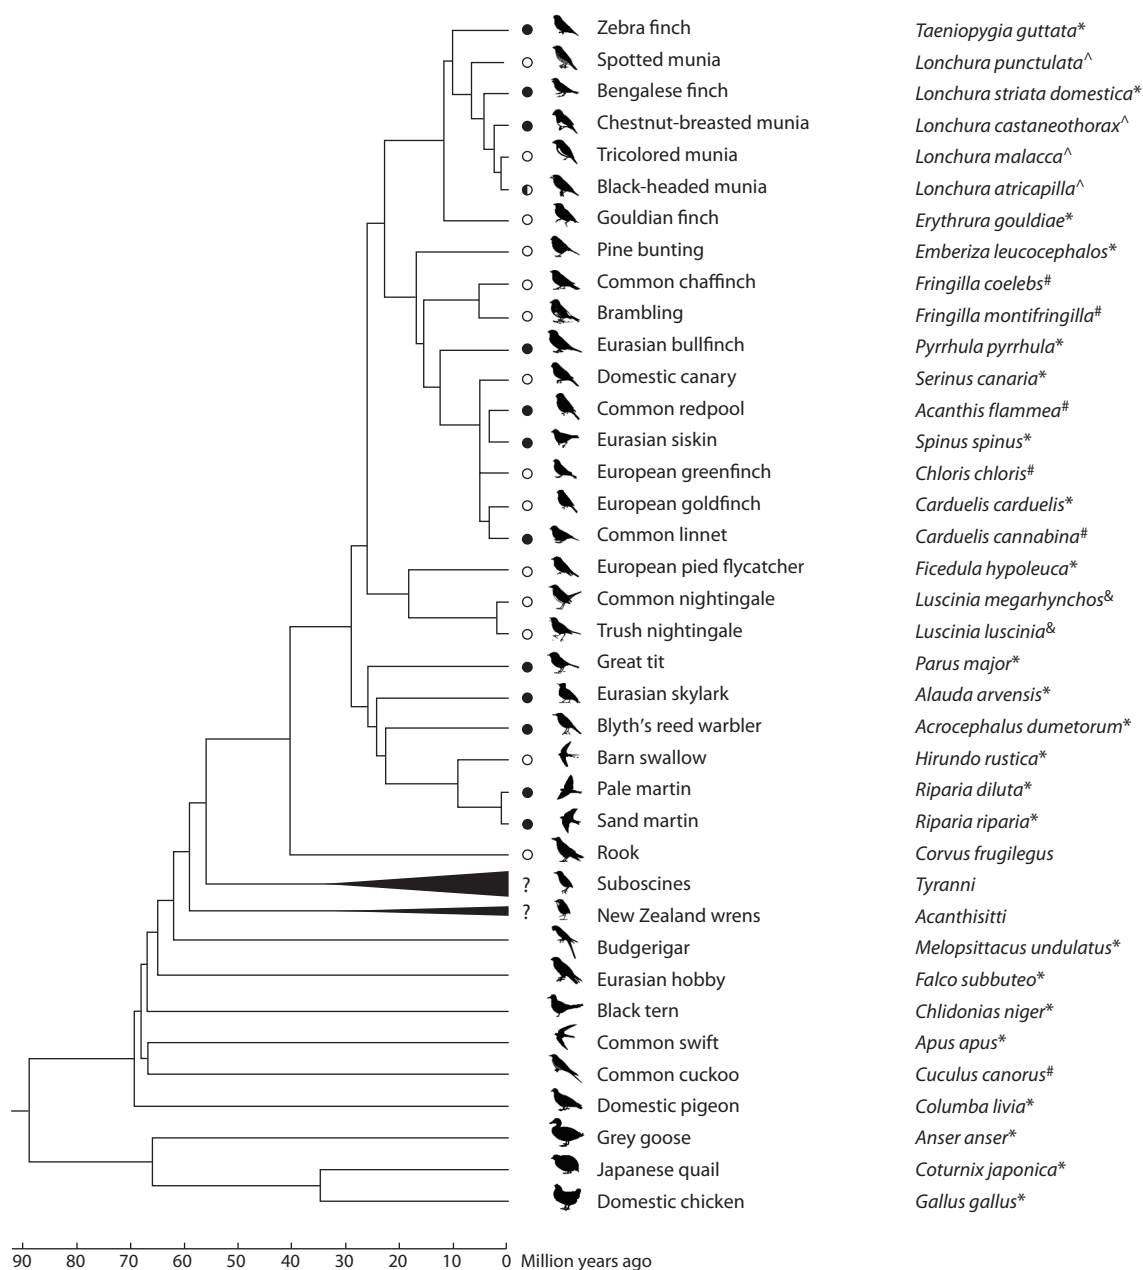 Zebra finch Taeniopygia guttata*
Spotted munia Lonchura punctulata^
Bengalese finch Lonchura striata domestica*
Chestnut-breasted munia Lonchura castaneothorax^
Tricolored munia Lonchura malacca^
Black-headed munia Lonchura atricapilla^
Gouldian finch Erythrura gouldiae*
Pine bunting Emberiza leucocephalos*
Common chaffinch Fringilla coelebs#
Brambling Fringilla montifringilla#
Eurasian bullfinch Pyrrhula pyrrhula*
Domestic canary Serinus canaria*
Common redpool Acanthis flammea#
Eurasian siskin Spinus spinus*
European greenfinch Chloris chloris#
European goldfinch Carduelis carduelis*
Common linnet Carduelis cannabina#
European pied flycatcher Ficedula hypoleuca*
Common nightingale Luscinia megarhynchos&
Trush nightingale Luscinia luscinia&
Great tit Parus major*
Eurasian skylark Alauda arvensis*
Blyth's reed warbler Acrocephalus dumetorum*
Barn swallow Hirundo rustica*
Pale martin Riparia diluta*
Sand martin Riparia riparia*
Rook Corvus frugilegus
? Suboscines Tyranni
? New Zealand wrens Acanthisitti
Budgerigar Melopsittacus undulatus*
Eurasian hobby Falco subbuteo*
Black tern Chlidonias niger*
Common swift Apus apus*
Common cuckoo Cuculus canorus#
Domestic pigeon Columba livia*
Grey goose Anser anser*
Japanese quail Coturnix japonica*
Domestic chicken Gallus gallus*
90 80 70 60 50 40 30 20 10 0 Million years ago